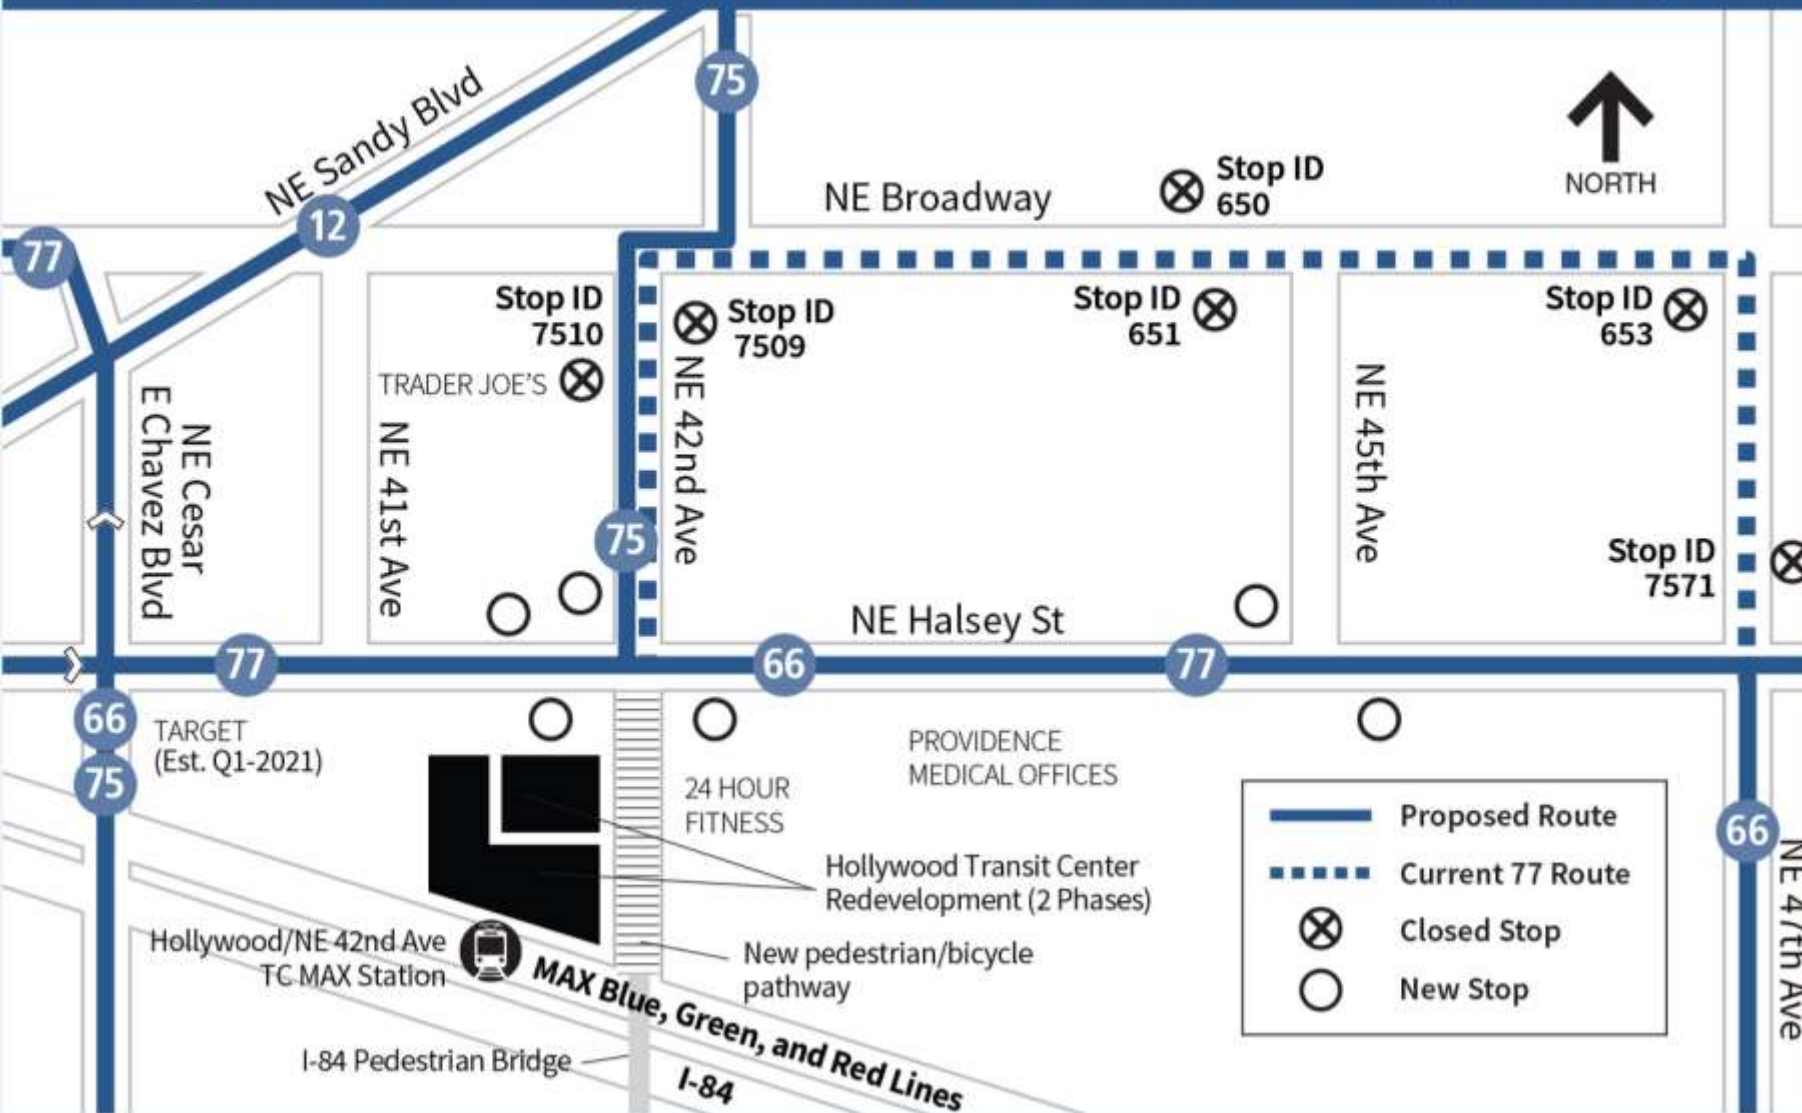 75
NE Sandy Blvd
12
77
NE Broadway
Stop ID
650
NORTH
Stop ID
7510
TRADER JOE'S
Stop ID
7509
Stop ID
651
Stop ID
653
NE Cesar
E Chavez Blvd
NE 41st Ave
75
NE 42nd Ave
NE 45th Ave
Stop ID
7571
NE Halsey St
77
66
77
66
75
TARGET
(Est. Q1-2021)
24 HOUR
FITNESS
PROVIDENCE
MEDICAL OFFICES
Hollywood Transit Center
Redevelopment (2 Phases)
New pedestrian/bicycle
pathway
Hollywood/NE 42nd Ave
TC MAX Station
MAX Blue, Green, and Red Lines
I-84 Pedestrian Bridge
I-84
Proposed Route
Current 77 Route
Closed Stop
New Stop
66
NE 47th Ave